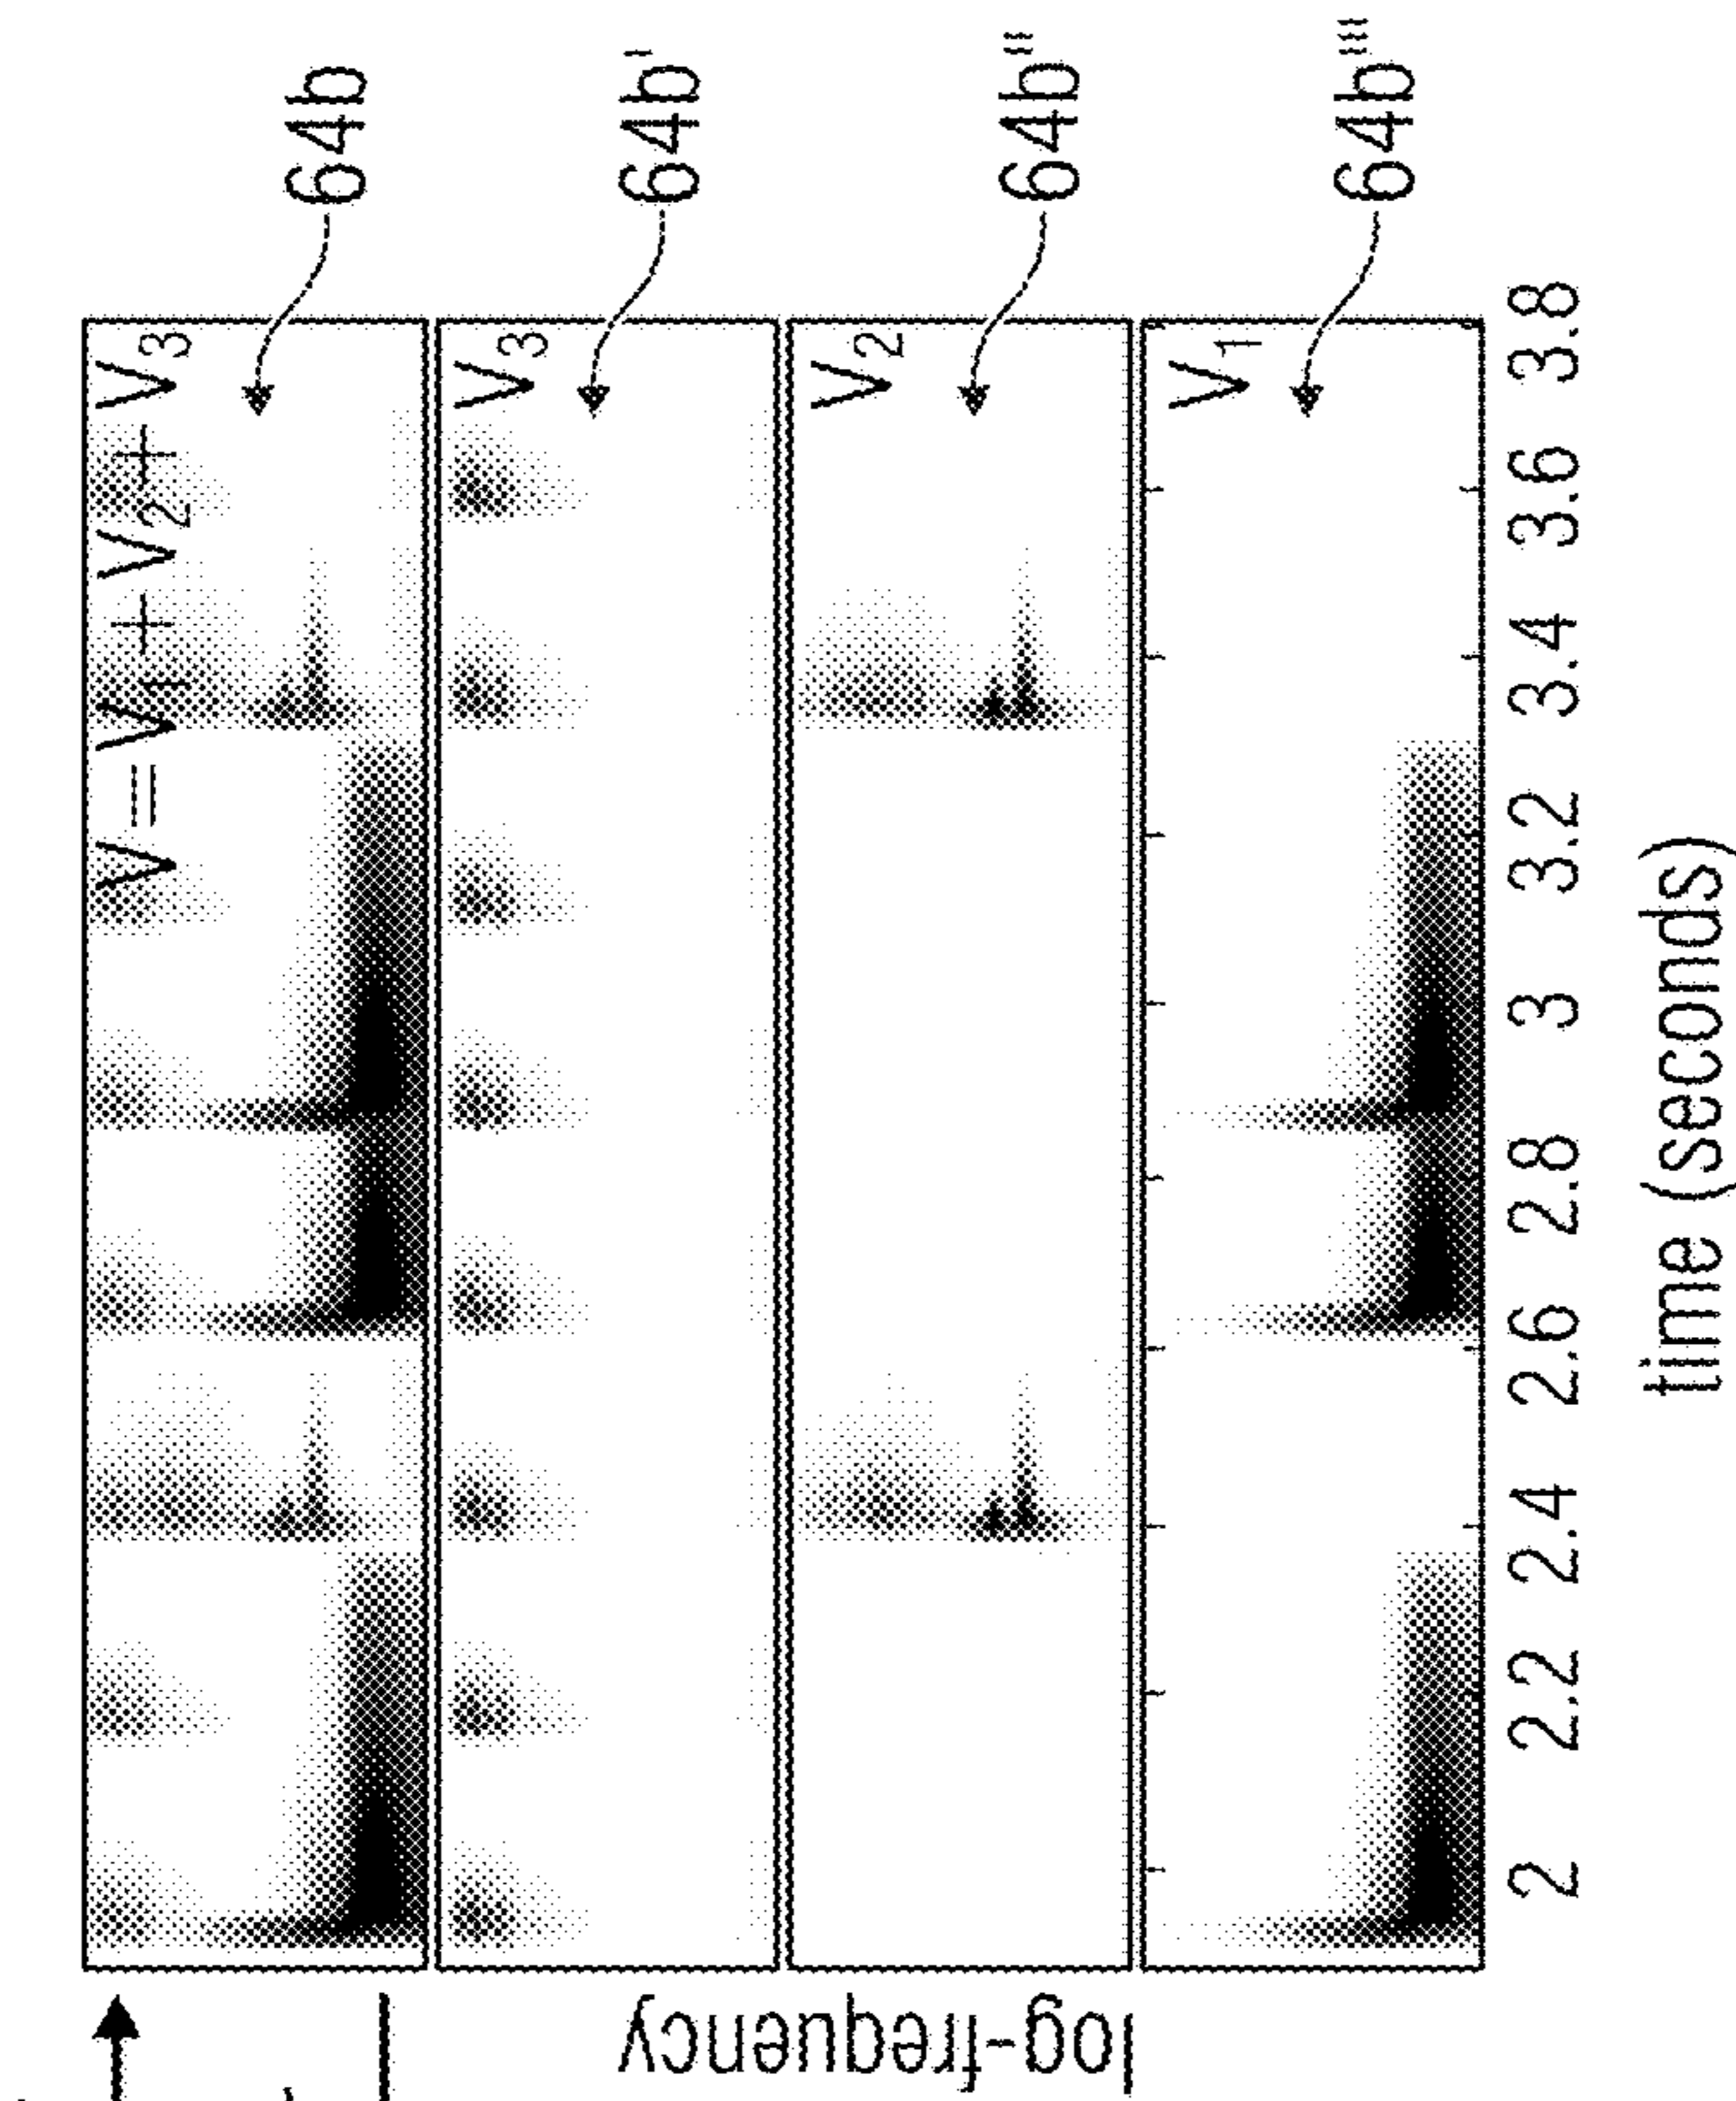 V = V1 + V2 + V3
64b
V3
64b'
V2
64b''
V1
64b'''
log-frequency
2 2.2 2.4 2.6 2.8 3 3.2 3.4 3.6 3.8
time (seconds)